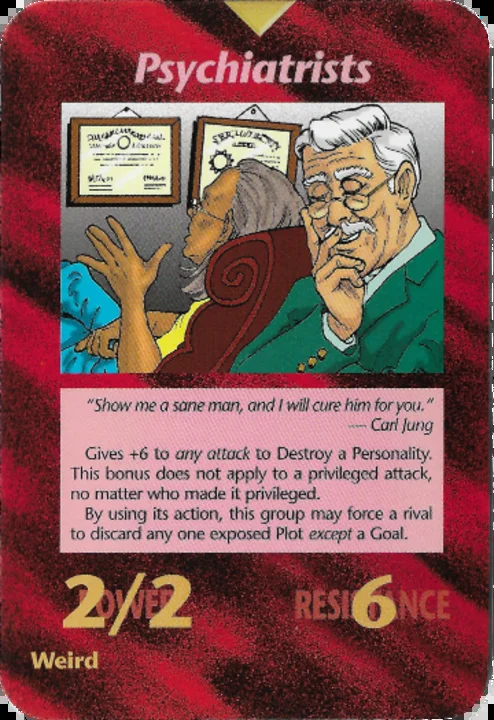 Psychiatrists
“Show me a sane man, and I will cure him for you.”
— Carl Jung
Gives +6 to any attack to Destroy a Personality.
This bonus does not apply to a privileged attack,
no matter who made it privileged.
By using its action, this group may force a rival
to discard any one exposed Plot except a Goal.
POWER 2/2
RESISTANCE 6
Weird